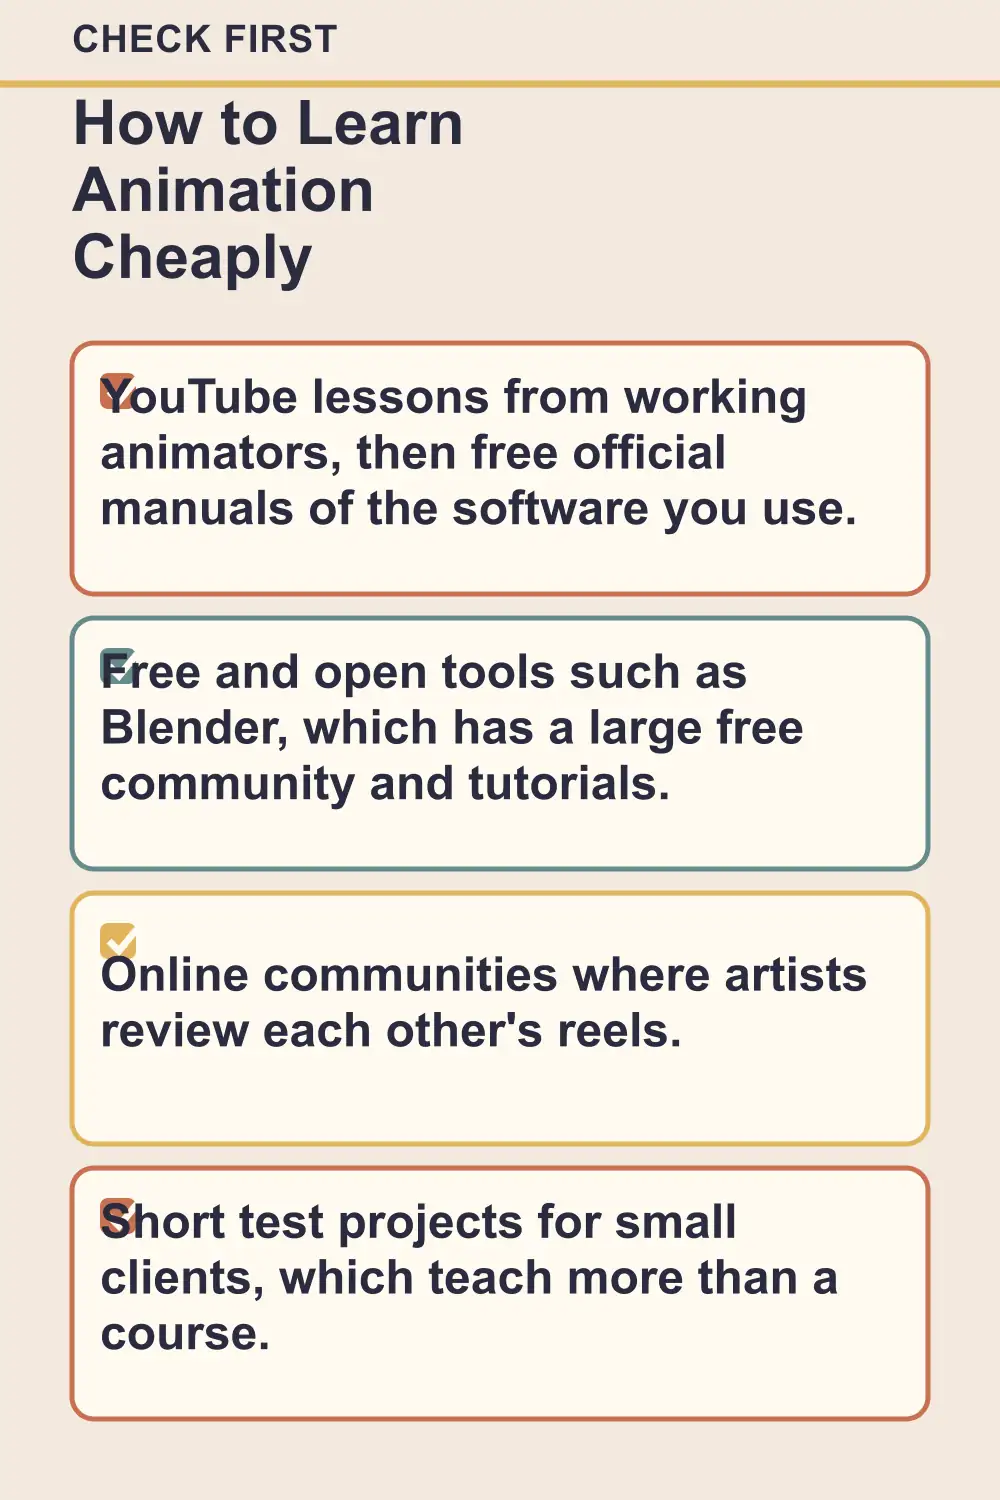 CHECK FIRST
How to Learn
Animation
Cheaply
YouTube lessons from working
animators, then free official
manuals of the software you use.
Free and open tools such as
Blender, which has a large free
community and tutorials.
Online communities where artists
review each other's reels.
Short test projects for small
clients, which teach more than a
course.